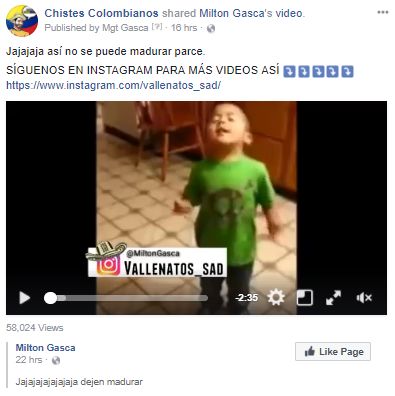 Chistes Colombianos shared Milton Gasca's video.
Published by Mgt Gasca [?] · 16 hrs ·
Jajajaja así no se puede madurar parce.
SÍGUENOS EN INSTAGRAM PARA MÁS VIDEOS ASÍ
https://www.instagram.com/vallenatos_sad/
@MiltonGasca
VALLENATOS_SAD
-2:35
58,024 Views
Milton Gasca
22 hrs ·
Like Page
Jajajajajajajaja dejen madurar